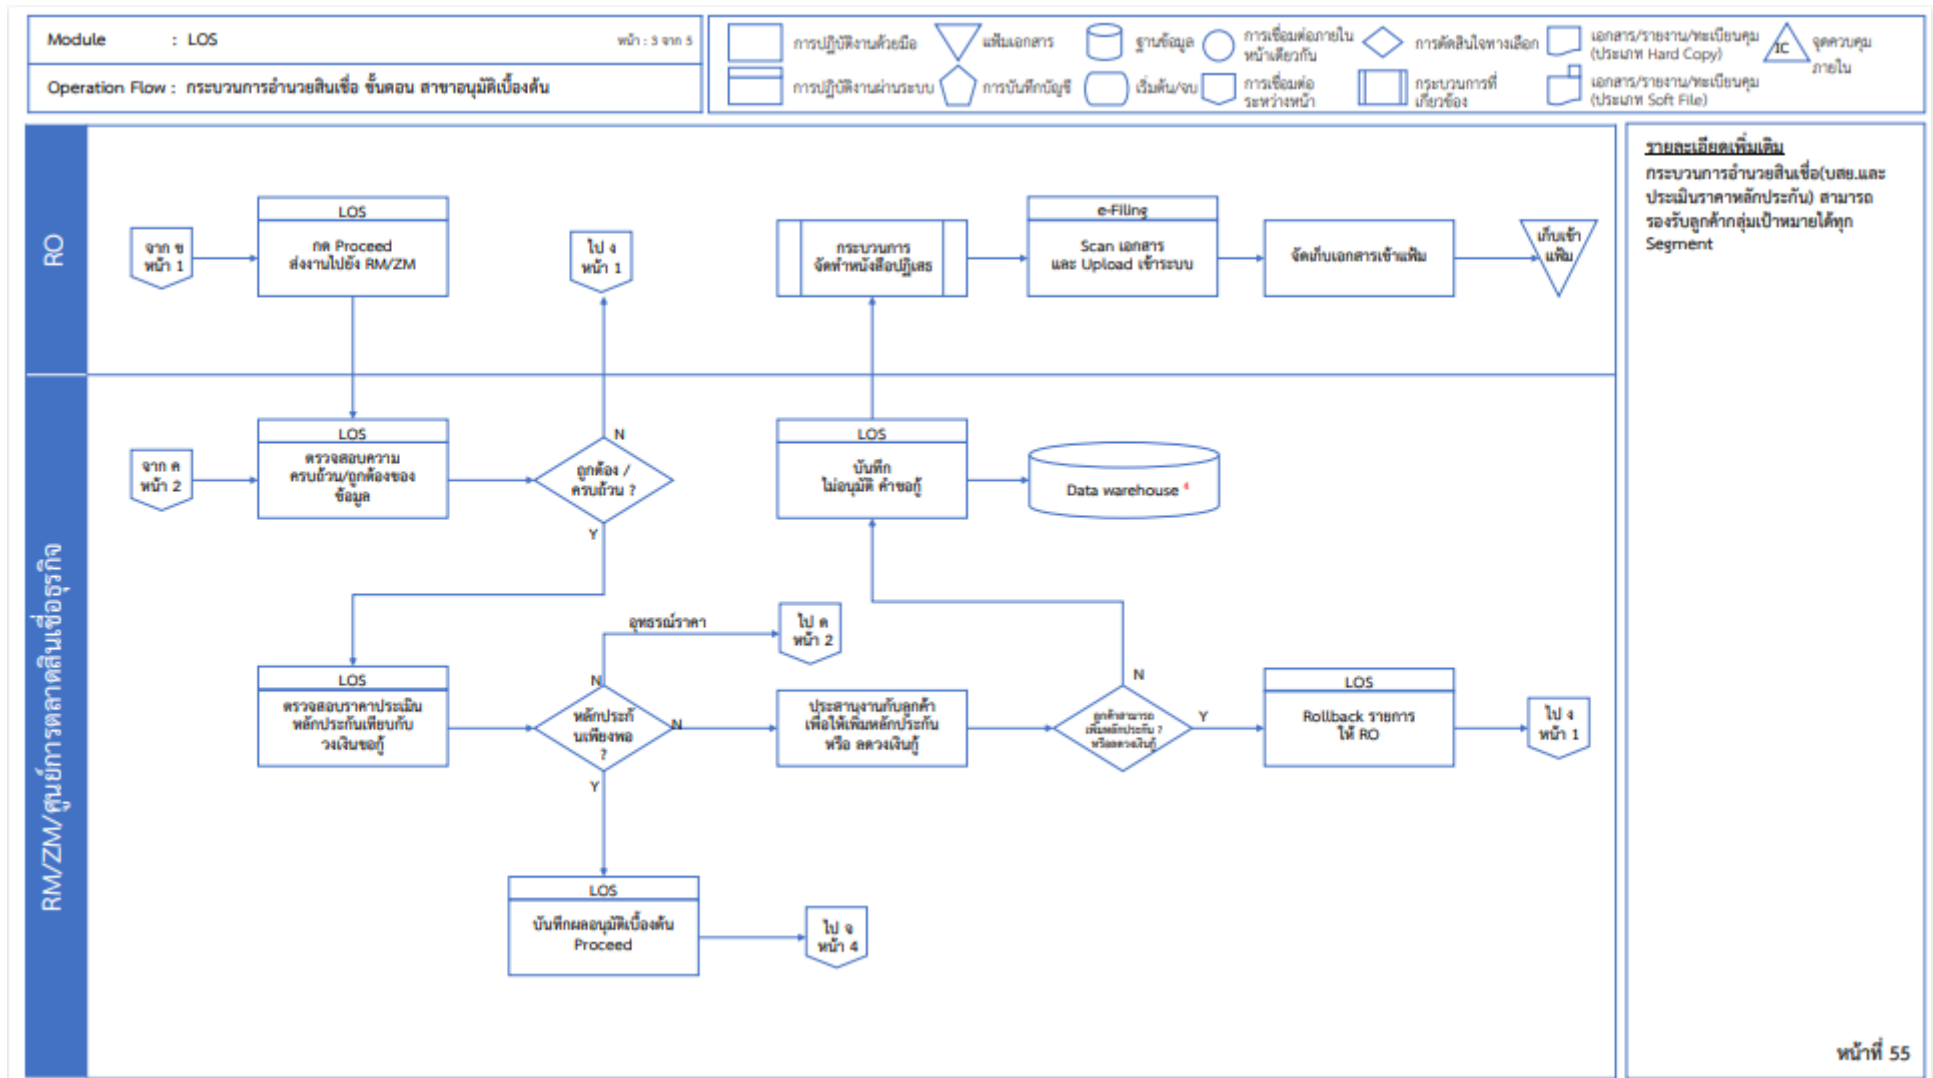 Module : LOS
หน้า : 3 จาก 5
Operation Flow : กระบวนการอำนวยสินเชื่อ ขั้นตอน สาขาอนุมัติเบื้องต้น
การปฏิบัติงานด้วยมือ
แฟ้มเอกสาร
ฐานข้อมูล
การเชื่อมต่อภายใน
หน้าเดียวกัน
การตัดสินใจทางเลือก
เอกสาร/รายงาน/ทะเบียนคุม
(ประเภท Hard Copy)
IC
จุดควบคุม
ภายใน
การปฏิบัติงานผ่านระบบ
การบันทึกบัญชี
เริ่มต้น/จบ
การเชื่อมต่อ
ระหว่างหน้า
กระบวนการที่
เกี่ยวข้อง
เอกสาร/รายงาน/ทะเบียนคุม
(ประเภท Soft File)
RO
จาก ข
หน้า 1
LOS
กด Proceed
ส่งงานไปยัง RM/ZM
ไป ง
หน้า 1
กระบวนการ
จัดทำหนังสือปฏิเสธ
e-Filing
Scan เอกสาร
และ Upload เข้าระบบ
จัดเก็บเอกสารเข้าแฟ้ม
เก็บเข้า
แฟ้ม
RM/ZM/ศูนย์การตลาดสินเชื่อธุรกิจ
จาก ค
หน้า 2
LOS
ตรวจสอบความ
ครบถ้วน/ถูกต้องของ
ข้อมูล
N
ถูกต้อง /
ครบถ้วน ?
Y
LOS
บันทึก
ไม่อนุมัติ คำขอกู้
Data warehouse
อุทธรณ์ราคา
ไป ด
หน้า 2
LOS
ตรวจสอบราคาประเมิน
หลักประกันเทียบกับ
วงเงินขอกู้
N
หลักประกั
นเพียงพอ
?
N
Y
ประสานงานกับลูกค้า
เพื่อให้เพิ่มหลักประกัน
หรือ ลดวงเงินกู้
N
ลูกค้าสามารถ
เพิ่มหลักประกัน ?
หรือลดวงเงินกู้
Y
LOS
Rollback รายการ
ให้ RO
ไป ง
หน้า 1
LOS
บันทึกผลอนุมัติเบื้องต้น
Proceed
ไป จ
หน้า 4
รายละเอียดเพิ่มเติม
กระบวนการอำนวยสินเชื่อ(บสย.และ
ประเมินราคาหลักประกัน) สามารถ
รองรับลูกค้ากลุ่มเป้าหมายได้ทุก
Segment
หน้าที่ 55